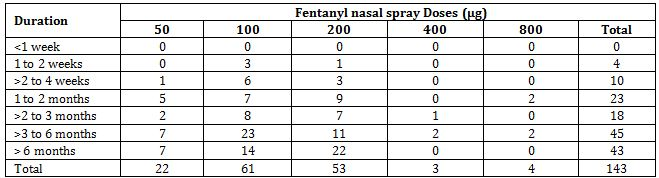 Duration Fentanyl nasal spray Doses (µg)
50 100 200 400 800 Total
<1 week 0 0 0 0 0 0
1 to 2 weeks 0 3 1 0 0 4
>2 to 4 weeks 1 6 3 0 0 10
1 to 2 months 5 7 9 0 2 23
>2 to 3 months 2 8 7 1 0 18
>3 to 6 months 7 23 11 2 2 45
> 6 months 7 14 22 0 0 43
Total 22 61 53 3 4 143